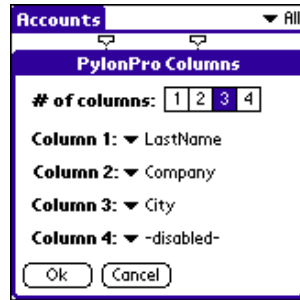 Accounts All
PylonPro Columns
# of columns: 1 2 3 4
Column 1: LastName
Column 2: Company
Column 3: City
Column 4: -disabled-
Ok Cancel